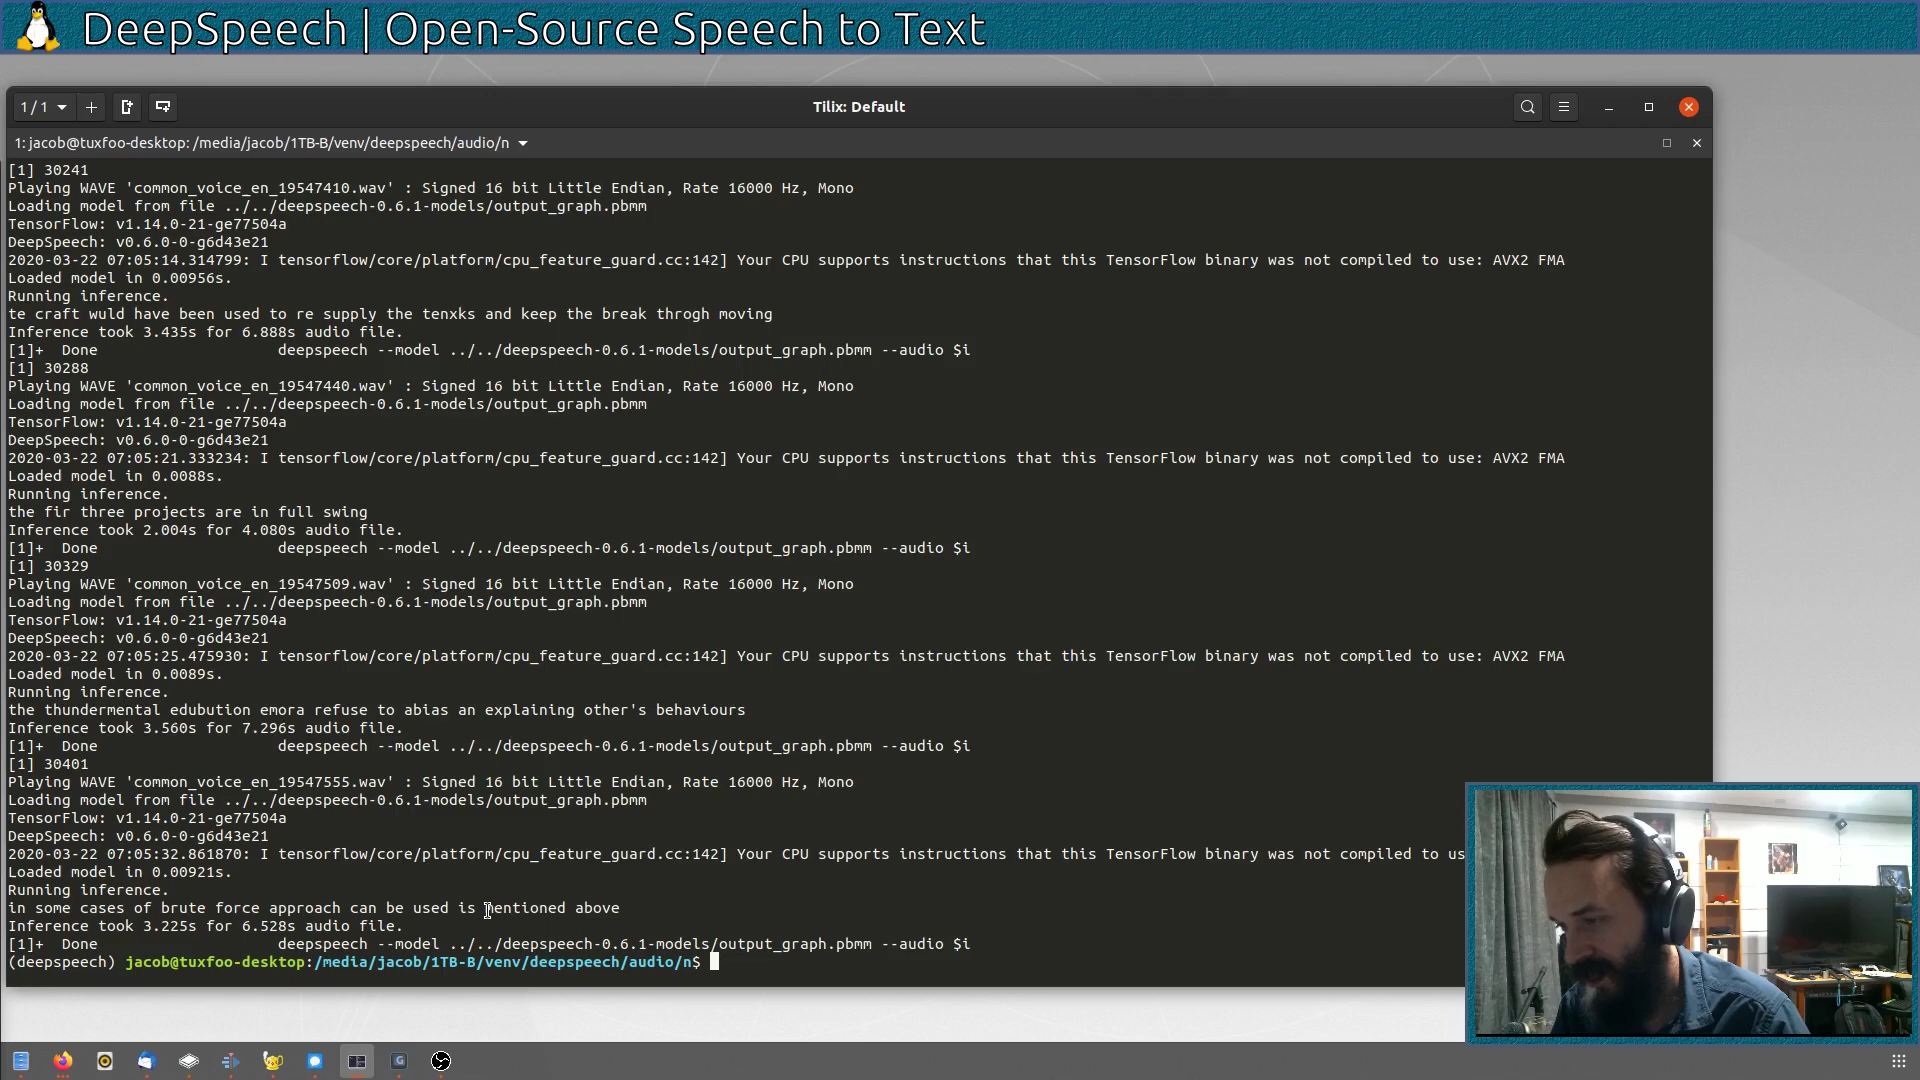 DeepSpeech | Open-Source Speech to Text
1 / 1
Tilix: Default
1: jacob@tuxfoo-desktop: /media/jacob/1TB-B/venv/deepspeech/audio/n
[1] 30241
Playing WAVE 'common_voice_en_19547410.wav' : Signed 16 bit Little Endian, Rate 16000 Hz, Mono
Loading model from file ../../deepspeech-0.6.1-models/output_graph.pbmm
TensorFlow: v1.14.0-21-ge77504a
DeepSpeech: v0.6.0-0-g6d43e21
2020-03-22 07:05:14.314799: I tensorflow/core/platform/cpu_feature_guard.cc:142] Your CPU supports instructions that this TensorFlow binary was not compiled to use: AVX2 FMA
Loaded model in 0.00956s.
Running inference.
te craft wuld have been used to re supply the tenxks and keep the break throgh moving
Inference took 3.435s for 6.888s audio file.
[1]+  Done                    deepspeech --model ../../deepspeech-0.6.1-models/output_graph.pbmm --audio $i
[1] 30288
Playing WAVE 'common_voice_en_19547440.wav' : Signed 16 bit Little Endian, Rate 16000 Hz, Mono
Loading model from file ../../deepspeech-0.6.1-models/output_graph.pbmm
TensorFlow: v1.14.0-21-ge77504a
DeepSpeech: v0.6.0-0-g6d43e21
2020-03-22 07:05:21.333234: I tensorflow/core/platform/cpu_feature_guard.cc:142] Your CPU supports instructions that this TensorFlow binary was not compiled to use: AVX2 FMA
Loaded model in 0.0088s.
Running inference.
the fir three projects are in full swing
Inference took 2.004s for 4.080s audio file.
[1]+  Done                    deepspeech --model ../../deepspeech-0.6.1-models/output_graph.pbmm --audio $i
[1] 30329
Playing WAVE 'common_voice_en_19547509.wav' : Signed 16 bit Little Endian, Rate 16000 Hz, Mono
Loading model from file ../../deepspeech-0.6.1-models/output_graph.pbmm
TensorFlow: v1.14.0-21-ge77504a
DeepSpeech: v0.6.0-0-g6d43e21
2020-03-22 07:05:25.475930: I tensorflow/core/platform/cpu_feature_guard.cc:142] Your CPU supports instructions that this TensorFlow binary was not compiled to use: AVX2 FMA
Loaded model in 0.0089s.
Running inference.
the thundermental edubution emora refuse to abias an explaining other's behaviours
Inference took 3.560s for 7.296s audio file.
[1]+  Done                    deepspeech --model ../../deepspeech-0.6.1-models/output_graph.pbmm --audio $i
[1] 30401
Playing WAVE 'common_voice_en_19547555.wav' : Signed 16 bit Little Endian, Rate 16000 Hz, Mono
Loading model from file ../../deepspeech-0.6.1-models/output_graph.pbmm
TensorFlow: v1.14.0-21-ge77504a
DeepSpeech: v0.6.0-0-g6d43e21
2020-03-22 07:05:32.861870: I tensorflow/core/platform/cpu_feature_guard.cc:142] Your CPU supports instructions that this TensorFlow binary was not compiled to us
Loaded model in 0.00921s.
Running inference.
in some cases of brute force approach can be used is mentioned above
Inference took 3.225s for 6.528s audio file.
[1]+  Done                    deepspeech --model ../../deepspeech-0.6.1-models/output_graph.pbmm --audio $i
(deepspeech) jacob@tuxfoo-desktop:/media/jacob/1TB-B/venv/deepspeech/audio/n$